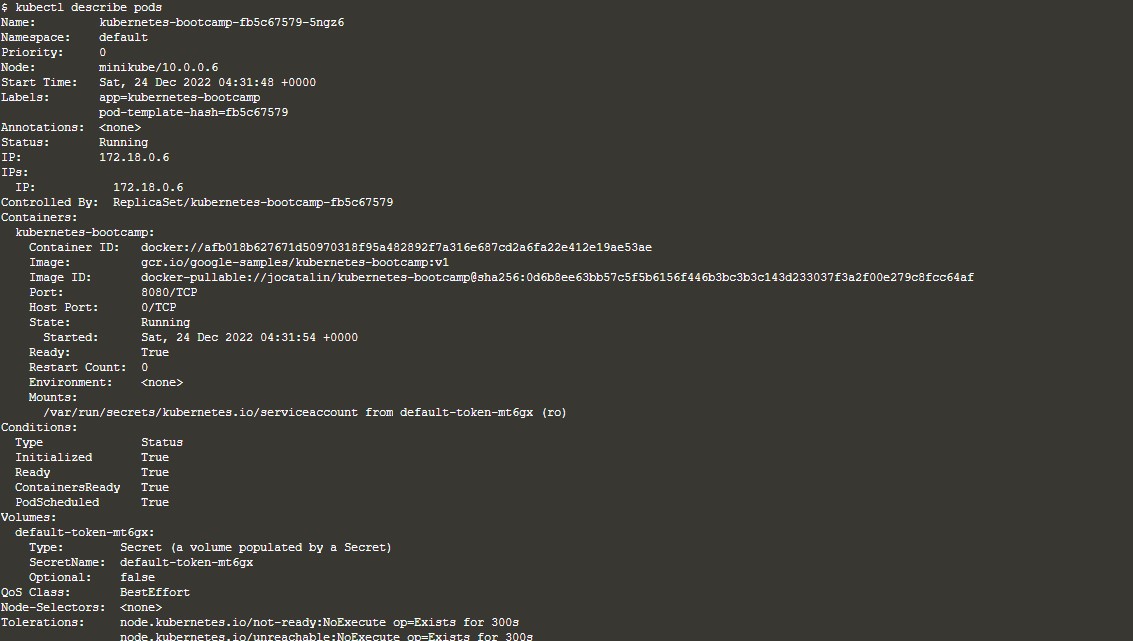 $ kubectl describe pods
Name:         kubernetes-bootcamp-fb5c67579-5ngz6
Namespace:    default
Priority:     0
Node:         minikube/10.0.0.6
Start Time:   Sat, 24 Dec 2022 04:31:48 +0000
Labels:       app=kubernetes-bootcamp
              pod-template-hash=fb5c67579
Annotations:  <none>
Status:       Running
IP:           172.18.0.6
IPs:
  IP:           172.18.0.6
Controlled By:  ReplicaSet/kubernetes-bootcamp-fb5c67579
Containers:
  kubernetes-bootcamp:
    Container ID:   docker://afb018b627671d50970318f95a482892f7a316e687cd2a6fa22e412e19ae53ae
    Image:          gcr.io/google-samples/kubernetes-bootcamp:v1
    Image ID:       docker-pullable://jocatalin/kubernetes-bootcamp@sha256:0d6b8ee63bb57c5f5b6156f446b3bc3b3c143d233037f3a2f00e279c8fcc64af
    Port:           8080/TCP
    Host Port:      0/TCP
    State:          Running
      Started:      Sat, 24 Dec 2022 04:31:54 +0000
    Ready:          True
    Restart Count:  0
    Environment:    <none>
    Mounts:
      /var/run/secrets/kubernetes.io/serviceaccount from default-token-mt6gx (ro)
Conditions:
  Type              Status
  Initialized       True
  Ready             True
  ContainersReady   True
  PodScheduled      True
Volumes:
  default-token-mt6gx:
    Type:        Secret (a volume populated by a Secret)
    SecretName:  default-token-mt6gx
    Optional:    false
QoS Class:       BestEffort
Node-Selectors:  <none>
Tolerations:     node.kubernetes.io/not-ready:NoExecute op=Exists for 300s
                 node.kubernetes.io/unreachable:NoExecute op=Exists for 300s